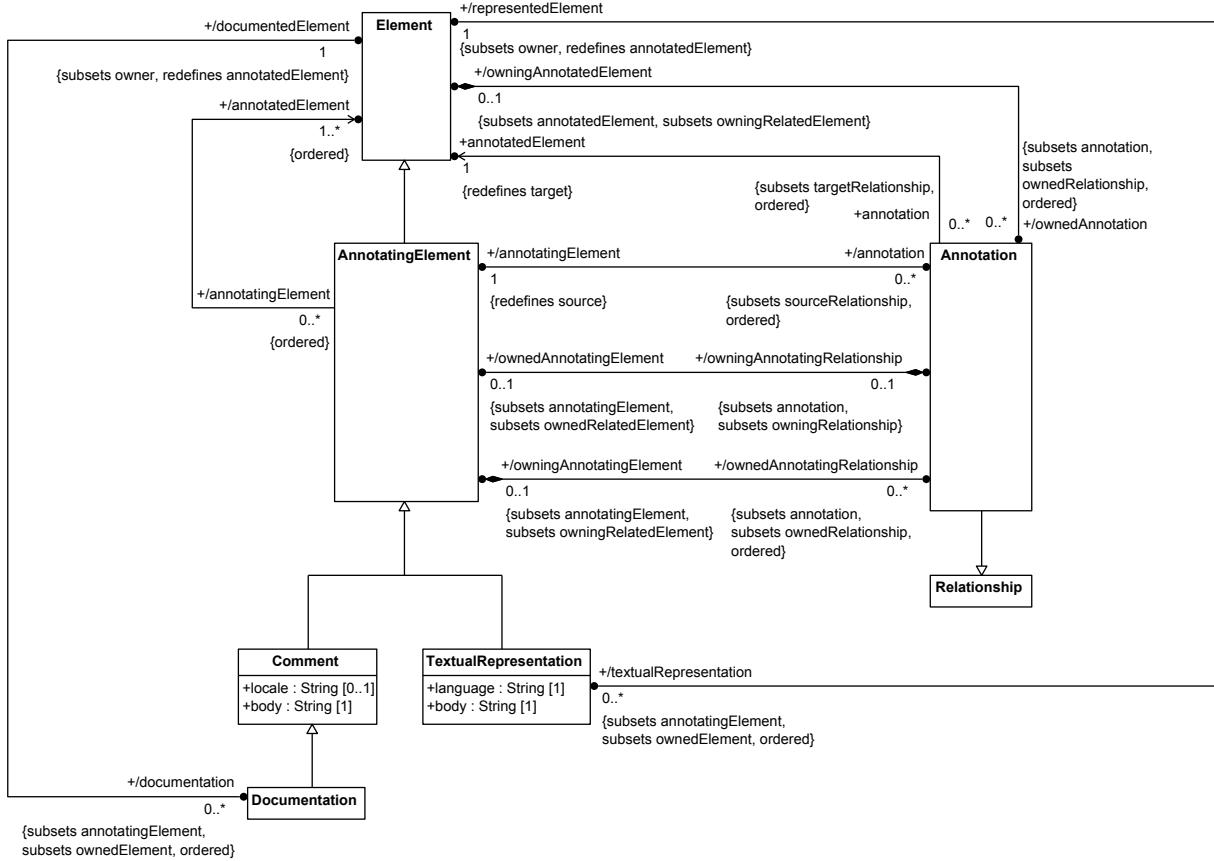 +/representedElement
Element
+/documentedElement
1
1
{subsets owner, redefines annotatedElement}
{subsets owner, redefines annotatedElement}
+/owningAnnotatedElement
0..1
{subsets annotatedElement, subsets owningRelatedElement}
+/annotatedElement
1..*
{ordered}
+annotatedElement
1
{redefines target}
{subsets annotation,
subsets
ownedRelationship,
ordered}
{subsets targetRelationship,
ordered}
+annotation
0..*
0..*
+/ownedAnnotation
AnnotatingElement
Annotation
+/annotatingElement
+/annotation
1
0..*
{redefines source}
{subsets sourceRelationship,
ordered}
+/annotatingElement
0..*
{ordered}
+/ownedAnnotatingElement
+/owningAnnotatingRelationship
0..1
0..1
{subsets annotatingElement,
subsets ownedRelatedElement}
{subsets annotation,
subsets owningRelationship}
+/owningAnnotatingElement
+/ownedAnnotatingRelationship
0..1
0..*
{subsets annotatingElement,
subsets owningRelatedElement}
{subsets annotation,
subsets ownedRelationship,
ordered}
Relationship
Comment
+locale : String [0..1]
+body : String [1]
TextualRepresentation
+language : String [1]
+body : String [1]
+/textualRepresentation
0..*
{subsets annotatingElement,
subsets ownedElement, ordered}
+/documentation
0..*
Documentation
{subsets annotatingElement,
subsets ownedElement, ordered}